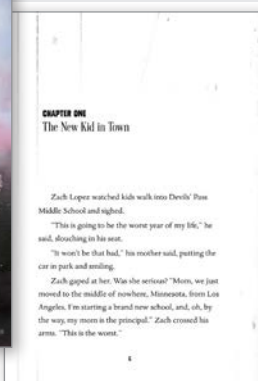 CHAPTER ONE
The New Kid in Town
Zach Lopez watched kids walk into Devils' Pass
Middle School and sighed.
"This is going to be the worst year of my life," he
said, slouching in his seat.
"It won't be that bad," his mother said, putting the
car in park and smiling.
Zach gaped at her. Was she serious? "Mom, we just
moved to the middle of nowhere, Minnesota, from Los
Angeles. I'm starting a brand new school, and, oh, by
the way, my mom is the principal." Zach crossed his
arms. "This is the worst."